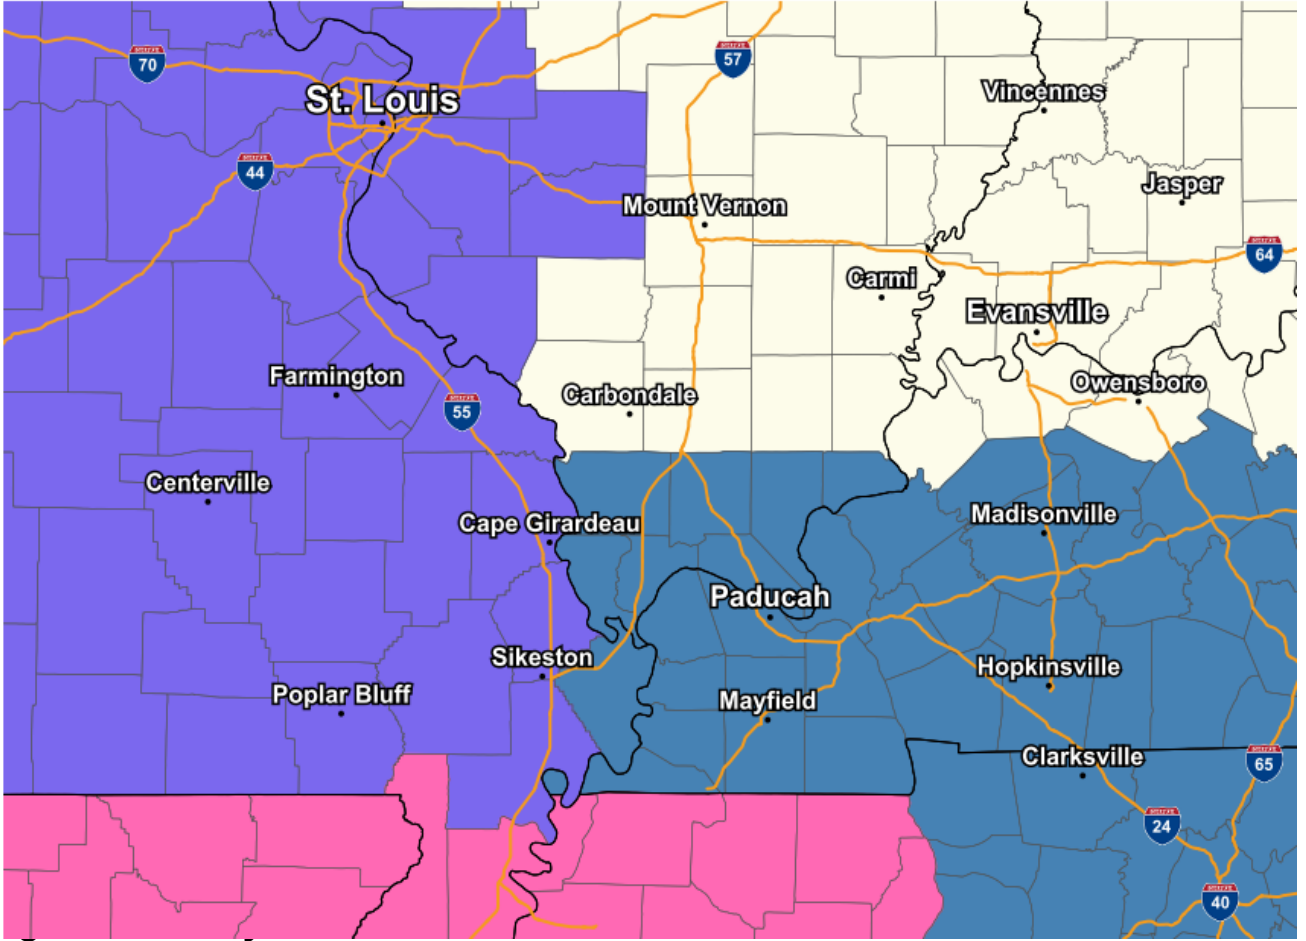 70
57
St. Louis
Vincennes
44
Jasper
Mount Vernon
64
Carmi
Evansville
Farmington
Owensboro
Carbondale
55
Centerville
Madisonville
Cape Girardeau
Paducah
Sikeston
Hopkinsville
Poplar Bluff
Mayfield
Clarksville
65
24
40